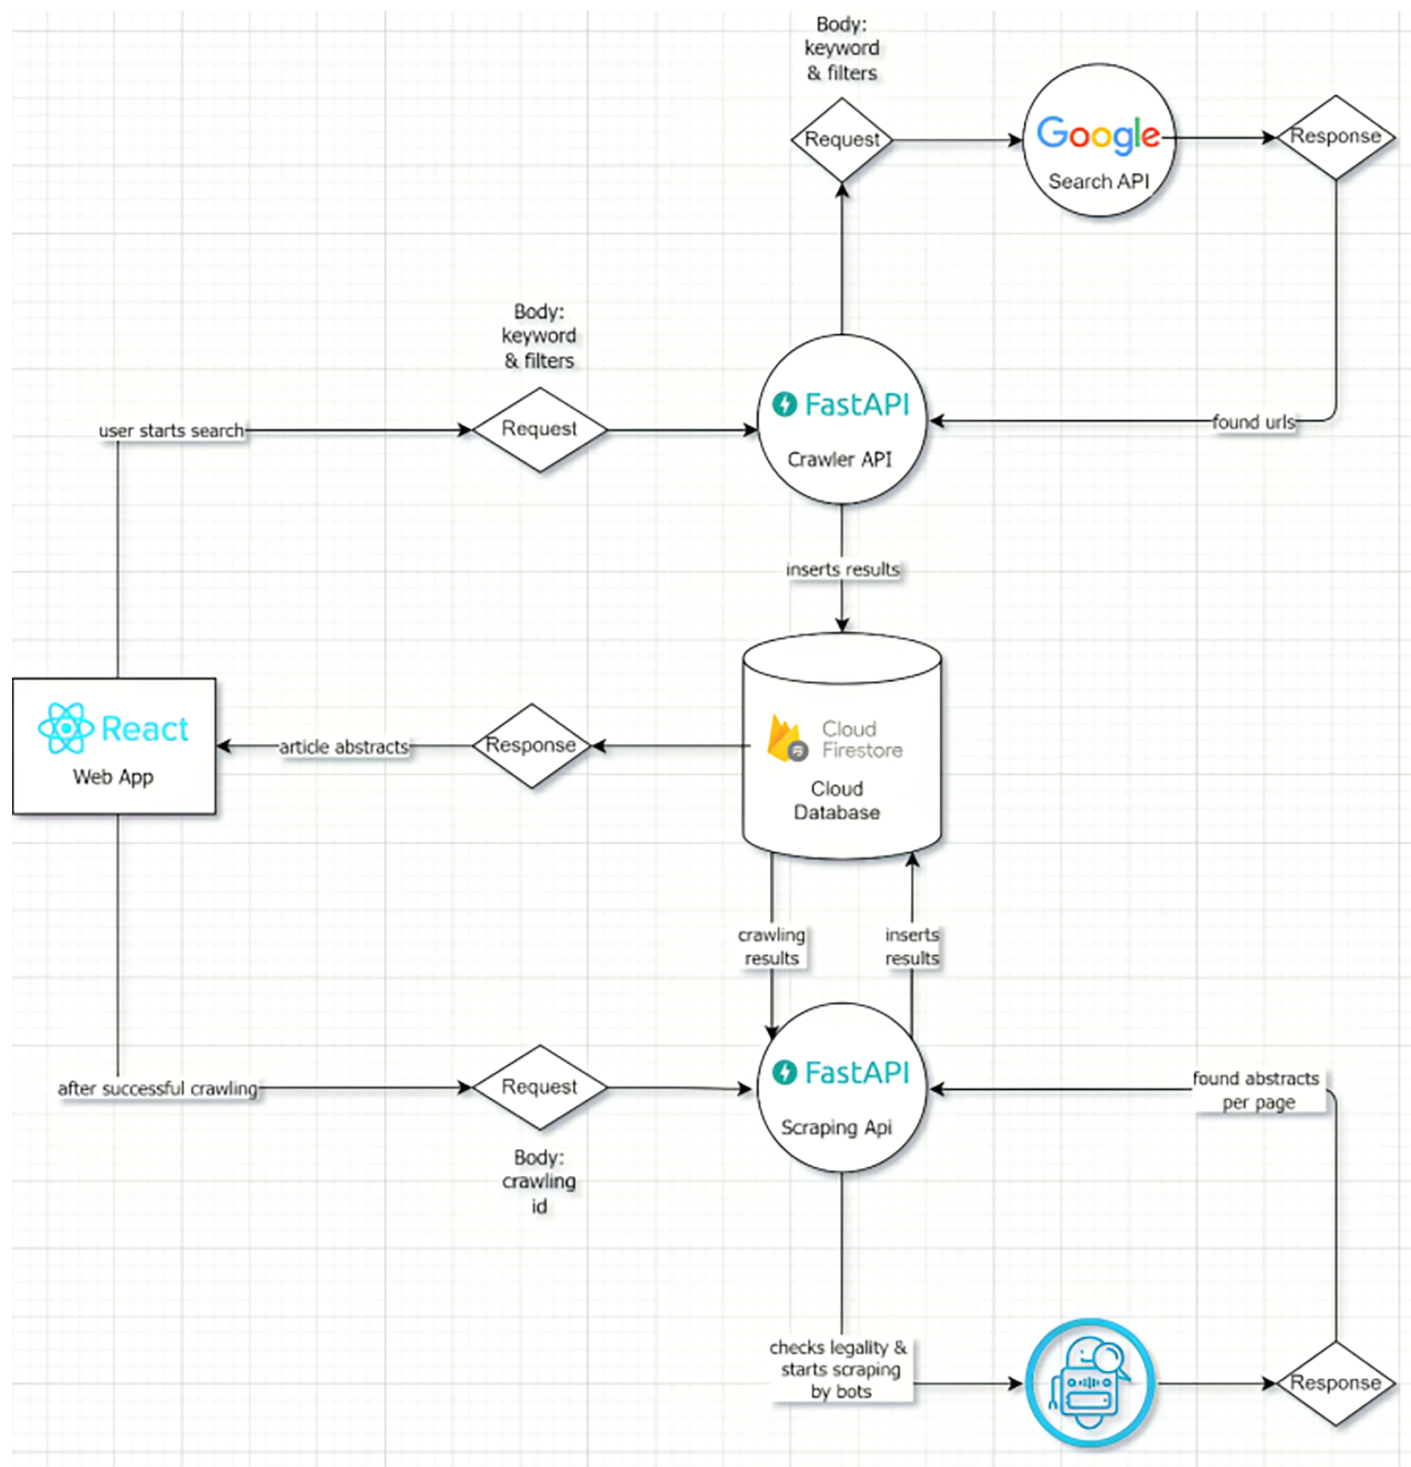 Body:
keyword
& filters
Request
Google
Search API
Response
Body:
keyword
& filters
user starts search
Request
FastAPI
Crawler API
found urls
inserts results
React
Web App
article abstracts
Response
Cloud
Firestore
Cloud
Database
crawling
results
inserts
results
after successful crawling
Request
Body:
crawling
id
FastAPI
Scraping Api
found abstracts
per page
checks legality &
starts scraping
by bots
Response